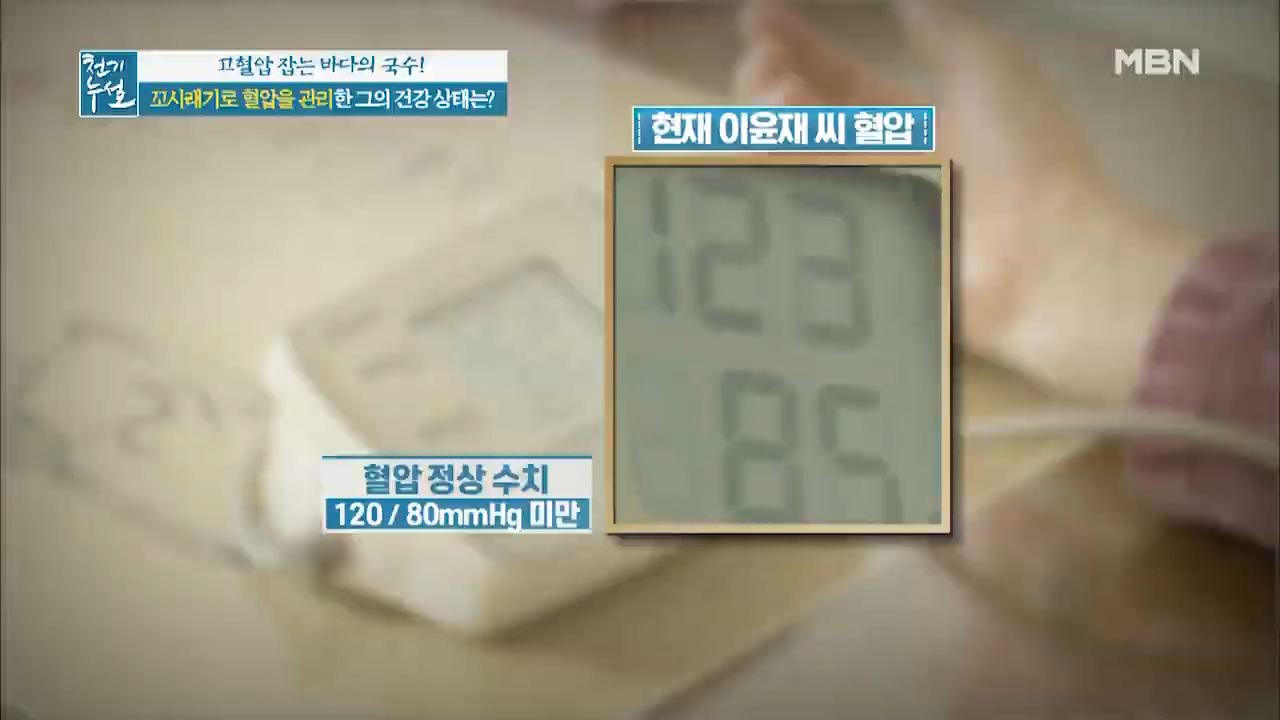 천기누설
고혈압 잡는 바다의 국수!
꼬시래기로 혈압을 관리한 그의 건강 상태는?
MBN
현재 이윤재 씨 혈압
123
85
혈압 정상 수치
120 / 80mmHg 미만